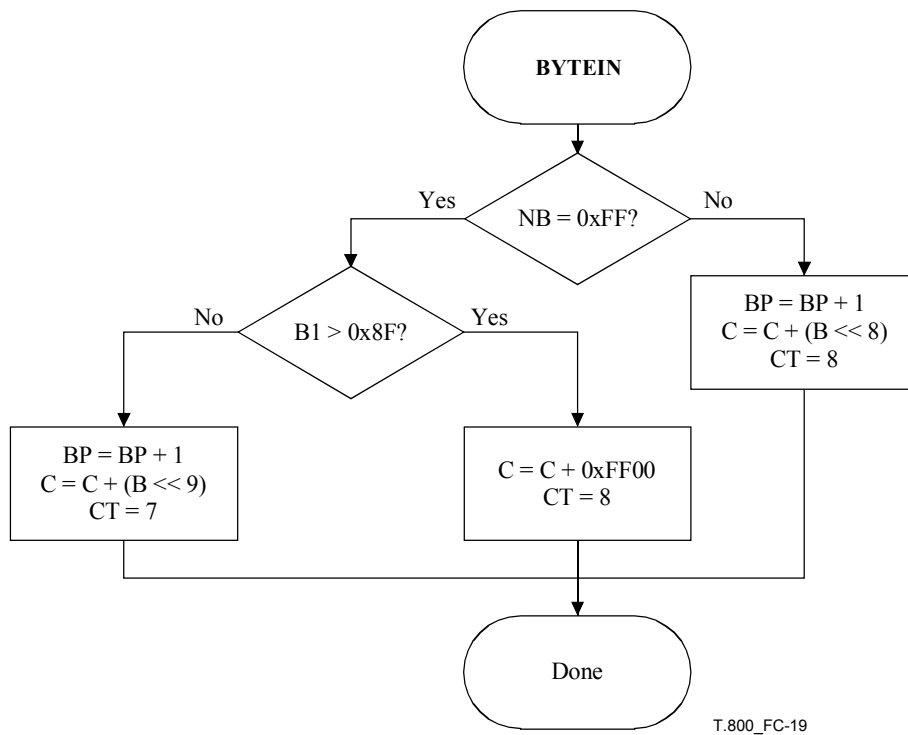 BYTEIN
NB = 0xFF?
Yes
No
B1 > 0x8F?
No
Yes
BP = BP + 1
C = C + (B << 8)
CT = 8
BP = BP + 1
C = C + (B << 9)
CT = 7
C = C + 0xFF00
CT = 8
Done
T.800_FC-19